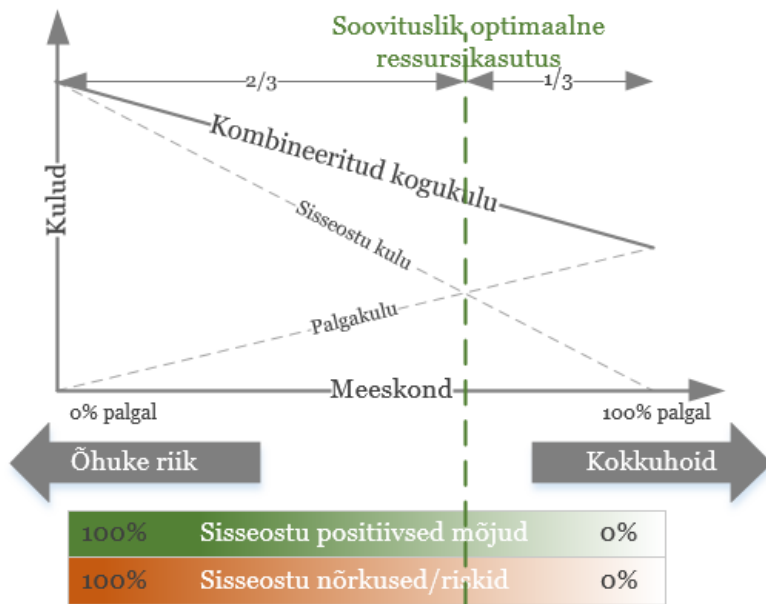 Soovituslik optimaalne
ressursikasutus
2/3
1/3
Kombineeritud kogukulu
Sisseostu kulu
Palgakulu
Kulud
Meeskond
0% palgal
100% palgal
Õhuke riik
Kokkuhoid
100% Sisseostu positiivsed mõjud 0%
100% Sisseostu nõrkused/riskid 0%